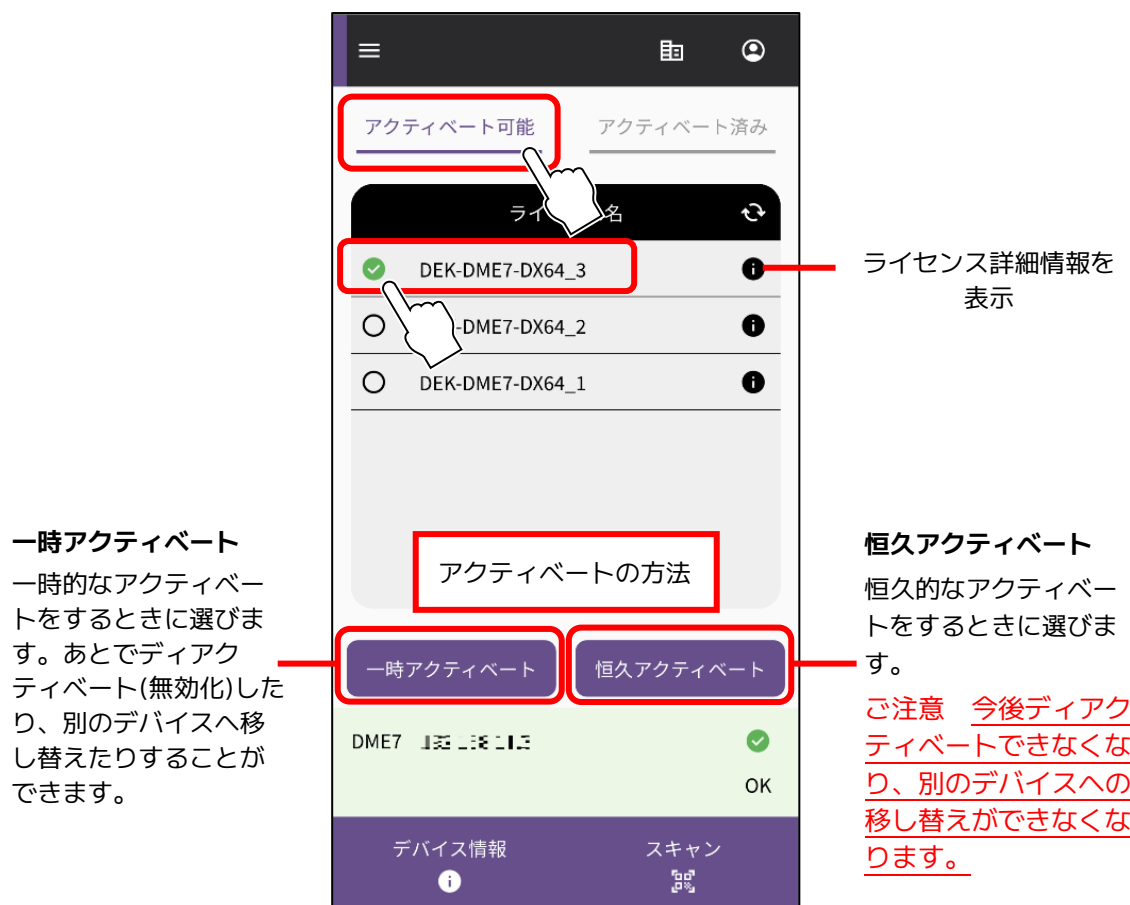 アクティベート可能
アクティベート済み
DEK-DME7-DX64_3
ライセンス詳細情報を
表示
-DME7-DX64_2
DEK-DME7-DX64_1
アクティベートの方法
一時アクティベート
一時的なアクティベー
トをするときに選びま
す。あとでディアク
ティベート(無効化)した
り、別のデバイスへ移
し替えたりすることが
できます。
一時アクティベート
恒久アクティベート
恒久アクティベート
恒久的なアクティベー
トをするときに選びま
す。
ご注意　今後ディアク
ティベートできなくな
り、別のデバイスへの
移し替えができなくな
ります。
DME7
OK
デバイス情報
スキャン